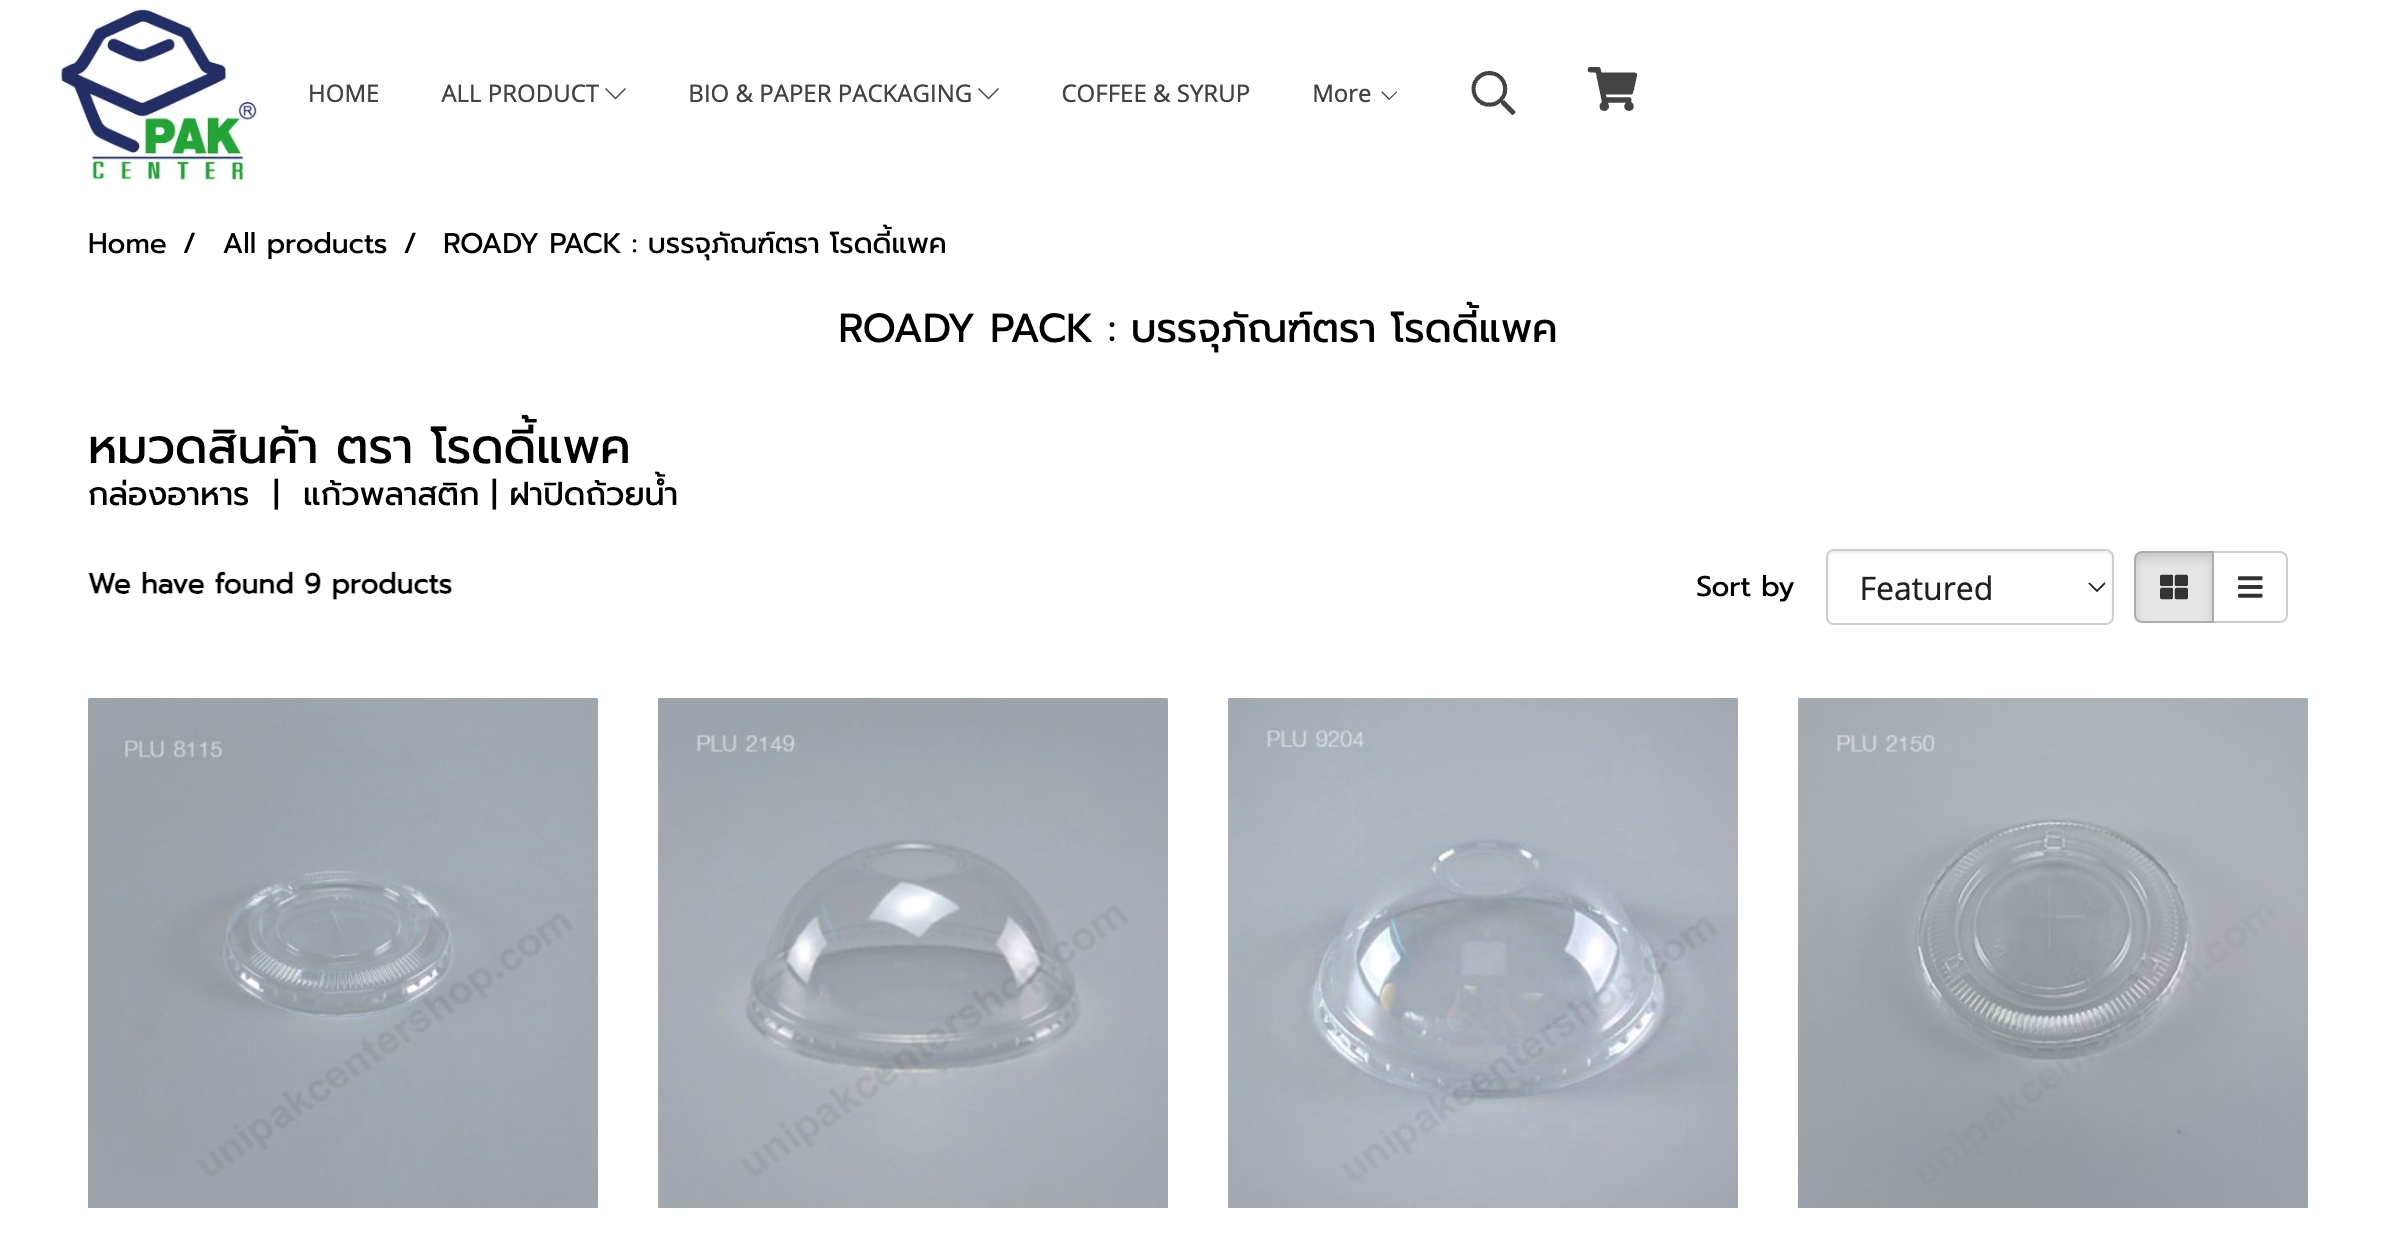 PAK®
CENTER
HOME ALL PRODUCT BIO & PAPER PACKAGING COFFEE & SYRUP More
Home / All products / ROADY PACK : บรรจุภัณฑ์ตรา โรดดี้แพค
ROADY PACK : บรรจุภัณฑ์ตรา โรดดี้แพค
หมวดสินค้า ตรา โรดดี้แพค
กล่องอาหาร | แก้วพลาสติก | ฝาปิดถ้วยน้ำ
We have found 9 products
Sort by Featured
PLU 8115
unipakcentershop.com
PLU 2149
unipakcentershop.com
PLU 9204
unipakcentershop.com
PLU 2150
unipakcentershop.com